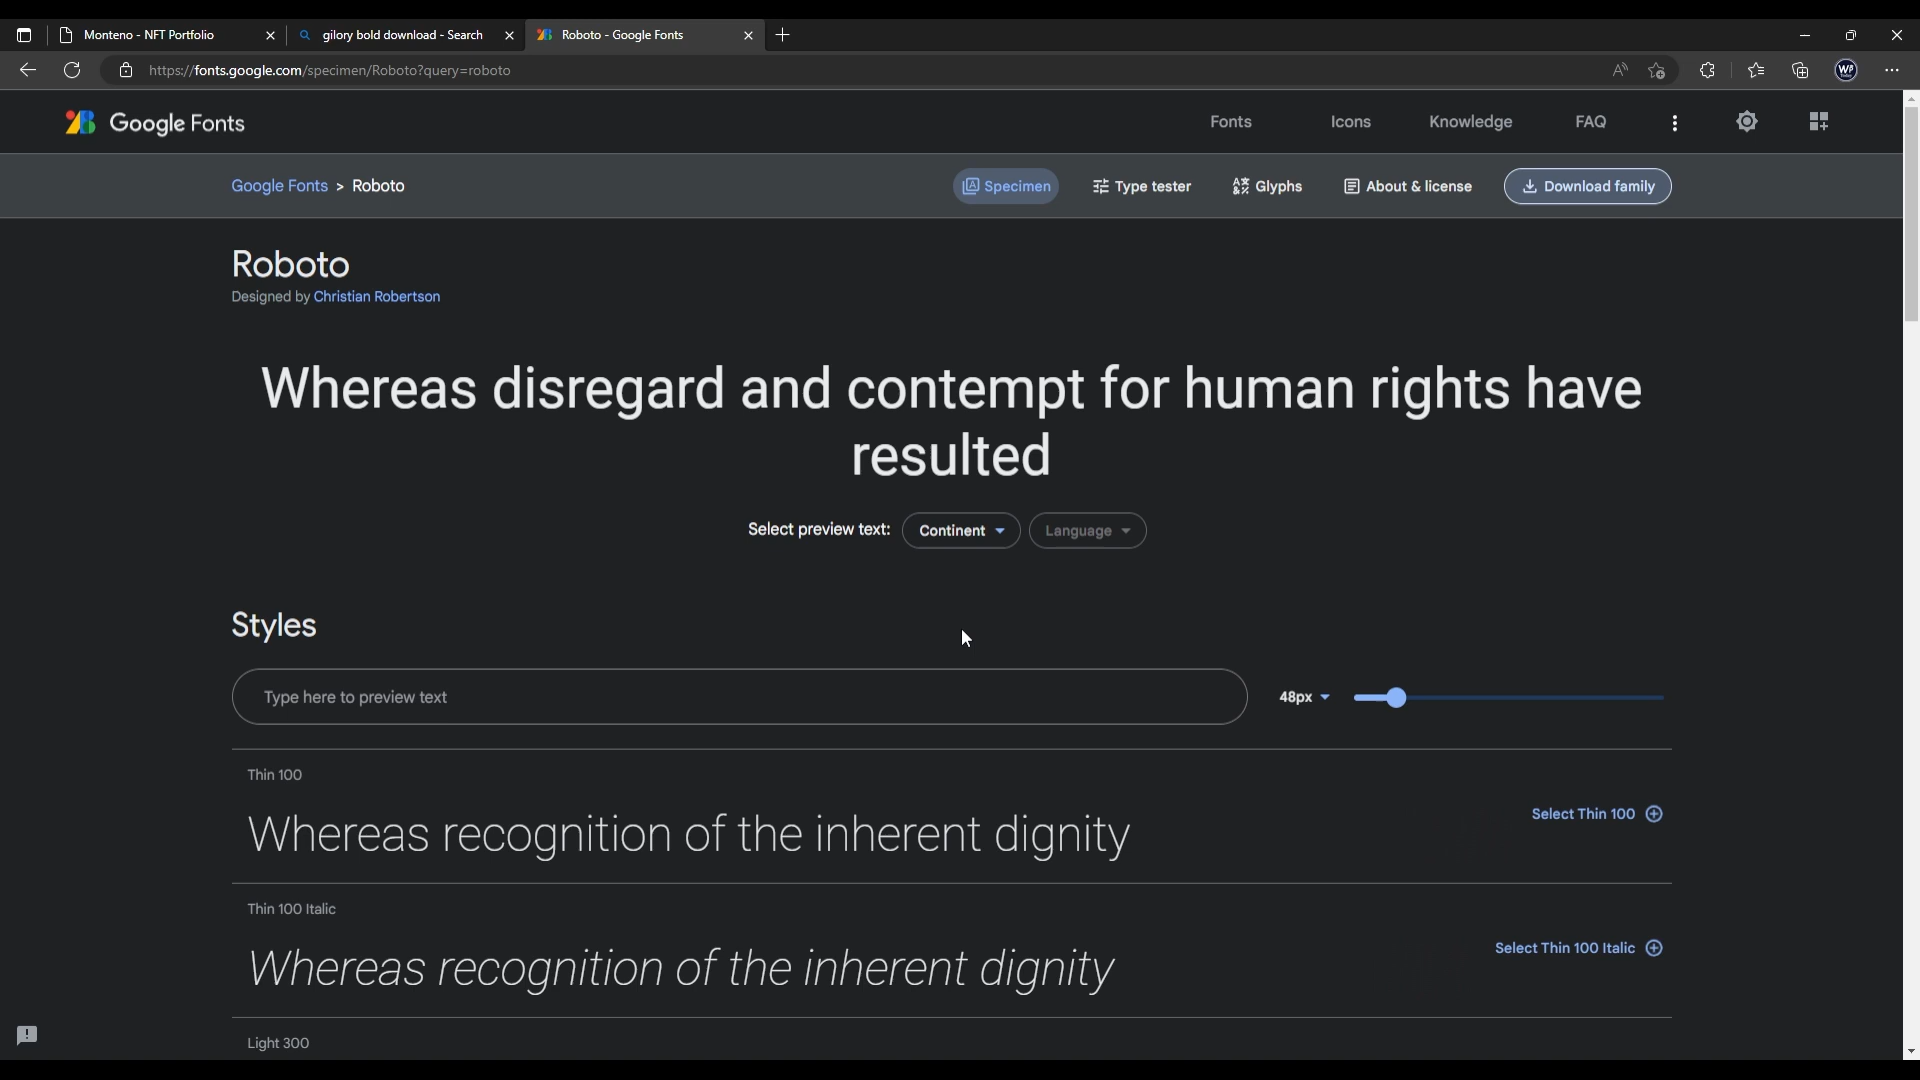 Monteno - NFT Portfolio
gilory bold download - Search
Roboto - Google Fonts
https://fonts.google.com/specimen/Roboto?query=roboto
A
WP
Google Fonts
Fonts
Icons
Knowledge
FAQ
Google Fonts > Roboto
Specimen
Type tester
Glyphs
About & license
Download family
Roboto
Designed by Christian Robertson
Whereas disregard and contempt for human rights have
resulted
Select preview text:
Continent
Language
Styles
Type here to preview text
48px
Thin 100
Whereas recognition of the inherent dignity
Select Thin 100
Thin 100 Italic
Whereas recognition of the inherent dignity
Select Thin 100 Italic
Light 300